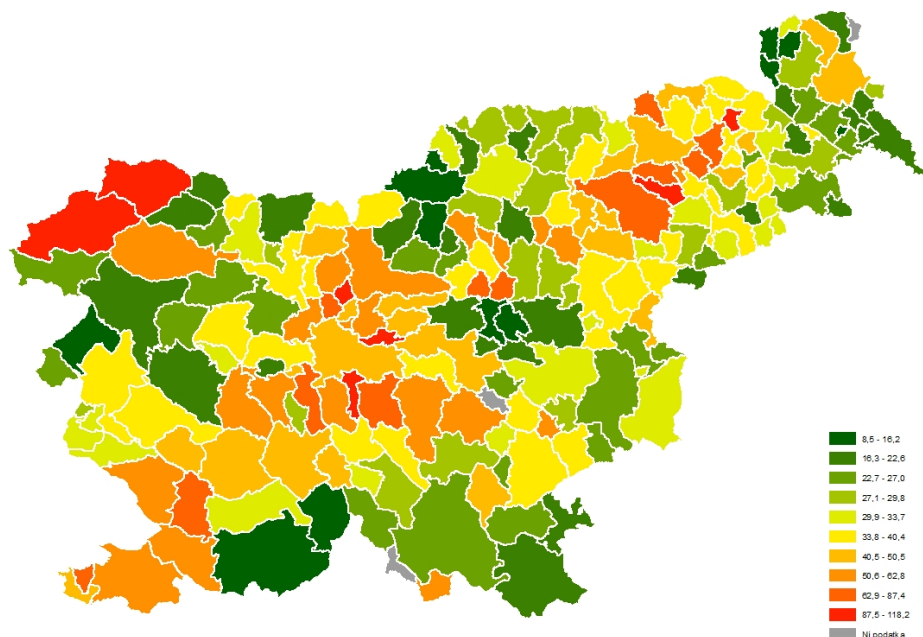 8,5 - 16,2
16,3 - 22,6
22,7 - 27,0
27,1 - 29,8
29,9 - 33,7
33,8 - 40,4
40,5 - 50,5
50,6 - 62,8
62,9 - 87,4
87,5 - 118,2
Ni podatka